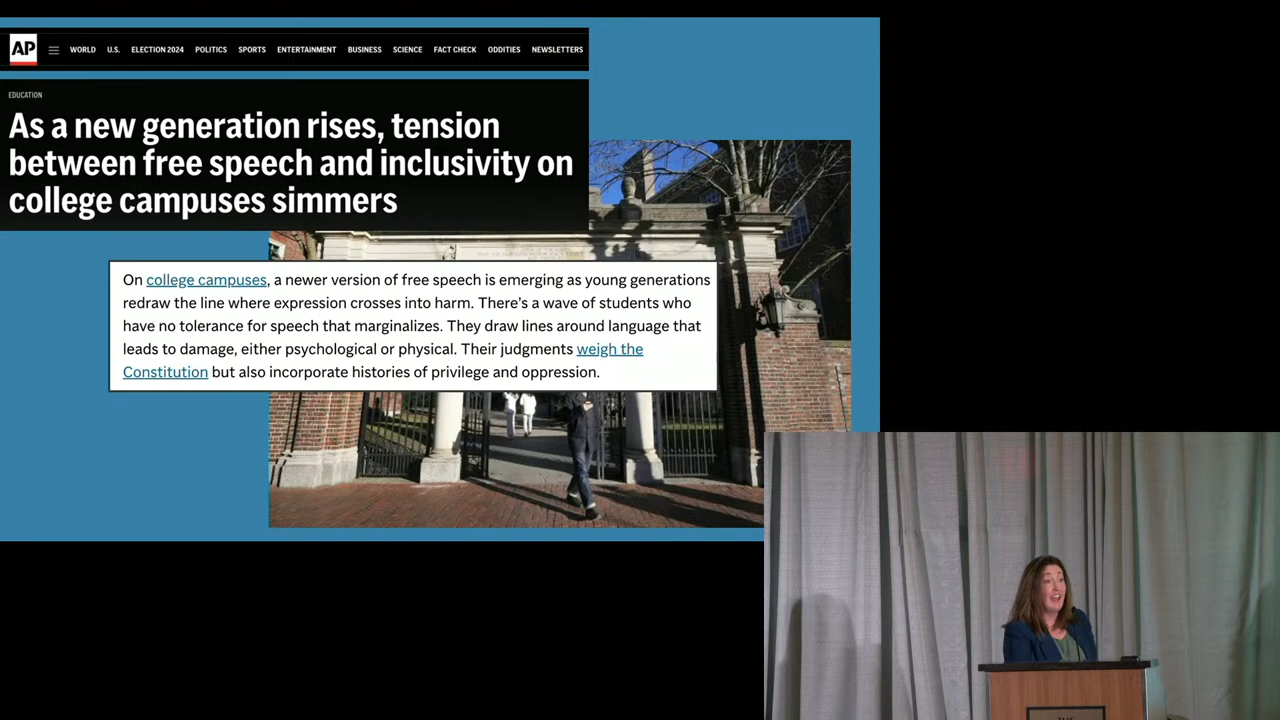 AP
WORLD U.S. ELECTION 2024 POLITICS SPORTS ENTERTAINMENT BUSINESS SCIENCE FACT CHECK ODDITIES NEWSLETTERS
EDUCATION
As a new generation rises, tension
between free speech and inclusivity on
college campuses simmers
On college campuses, a newer version of free speech is emerging as young generations
redraw the line where expression crosses into harm. There's a wave of students who
have no tolerance for speech that marginalizes. They draw lines around language that
leads to damage, either psychological or physical. Their judgments weigh the
Constitution but also incorporate histories of privilege and oppression.